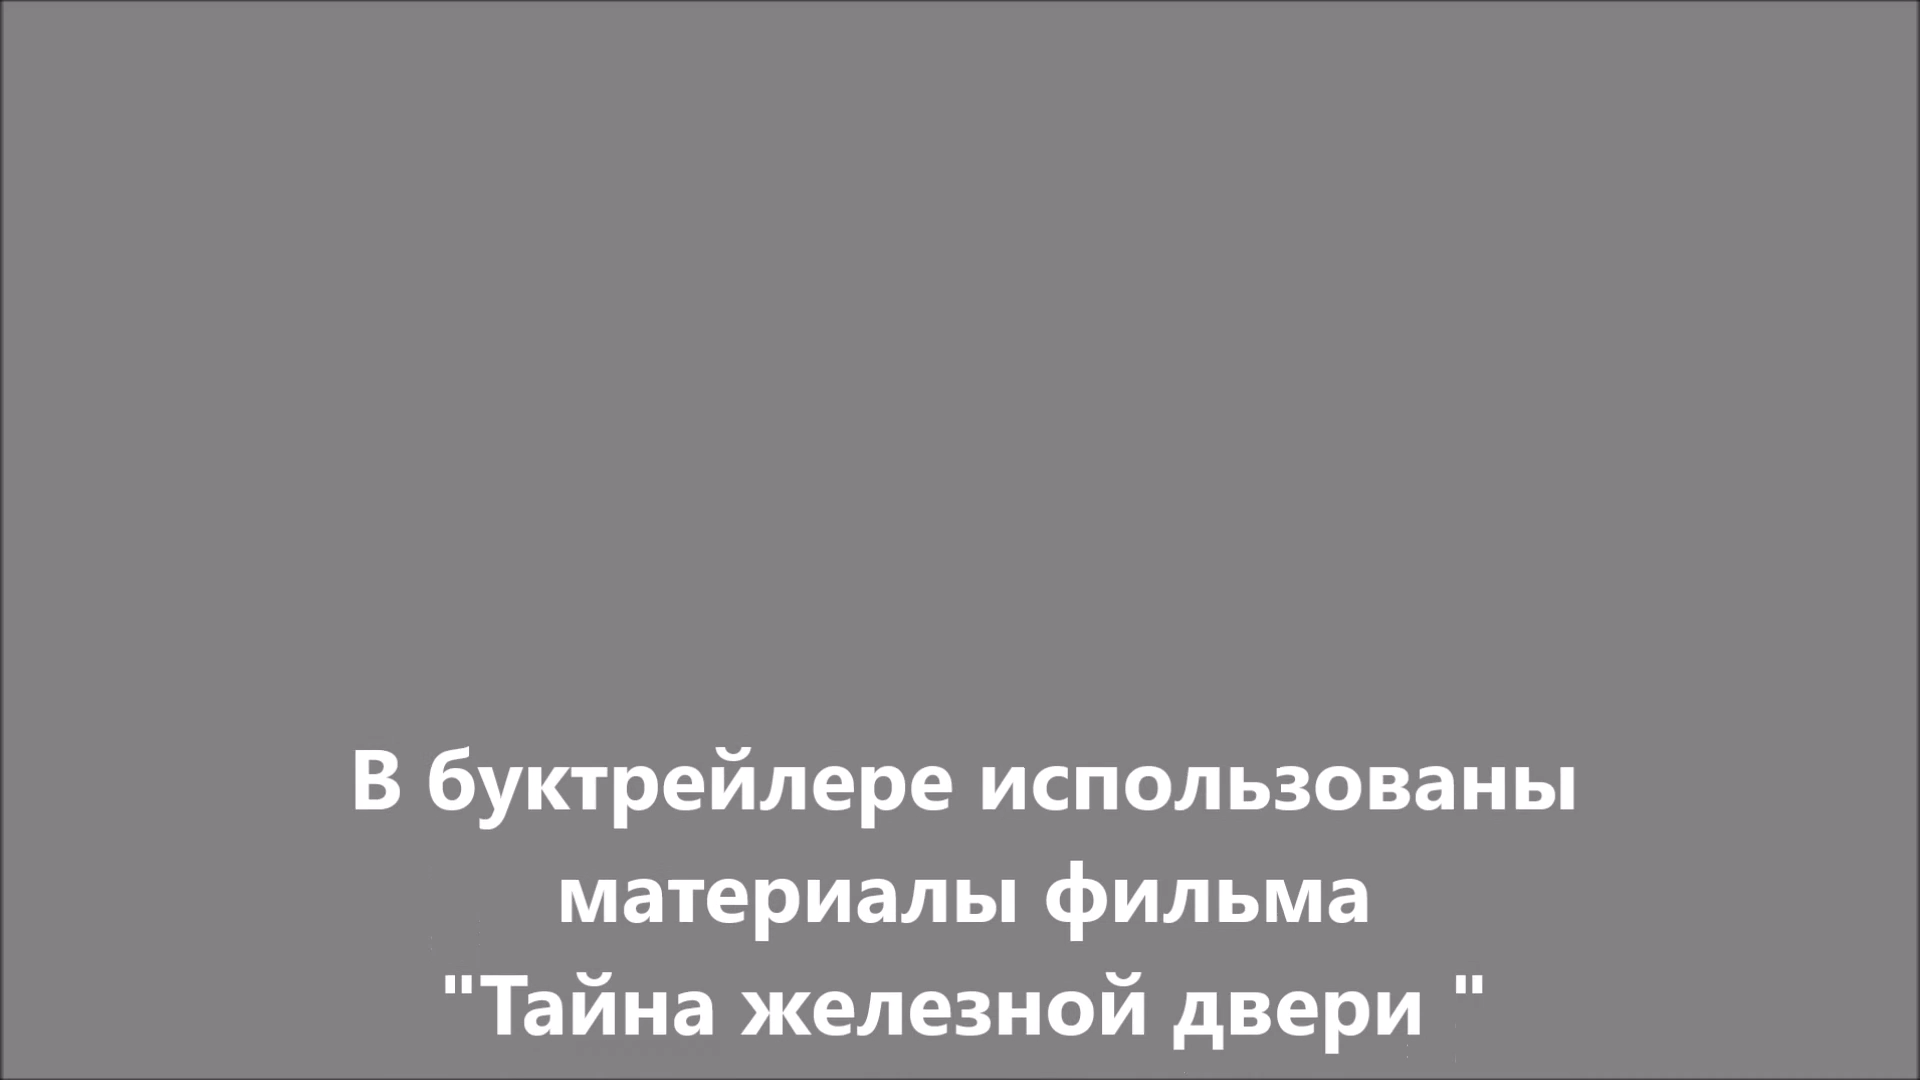 В буктрейлере использованы
материалы фильма
"Тайна железной двери "